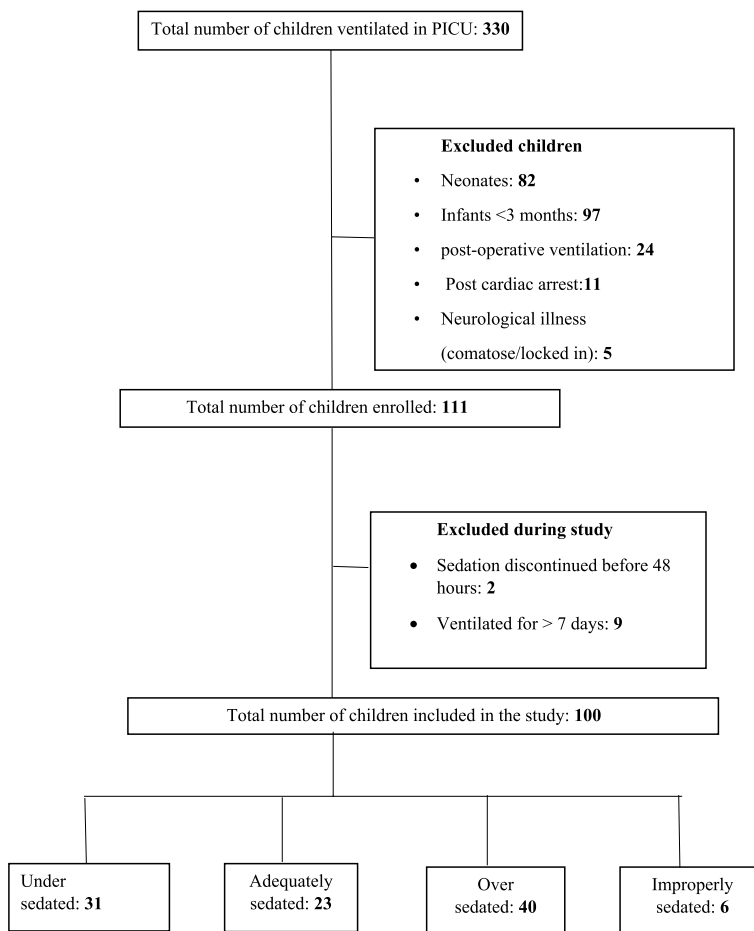 Total number of children ventilated in PICU: 330
Excluded children
• Neonates: 82
• Infants <3 months: 97
• post-operative ventilation: 24
• Post cardiac arrest:11
• Neurological illness
(comatose/locked in): 5
Total number of children enrolled: 111
Excluded during study
• Sedation discontinued before 48
hours: 2
• Ventilated for > 7 days: 9
Total number of children included in the study: 100
Under
sedated: 31
Adequately
sedated: 23
Over
sedated: 40
Improperly
sedated: 6